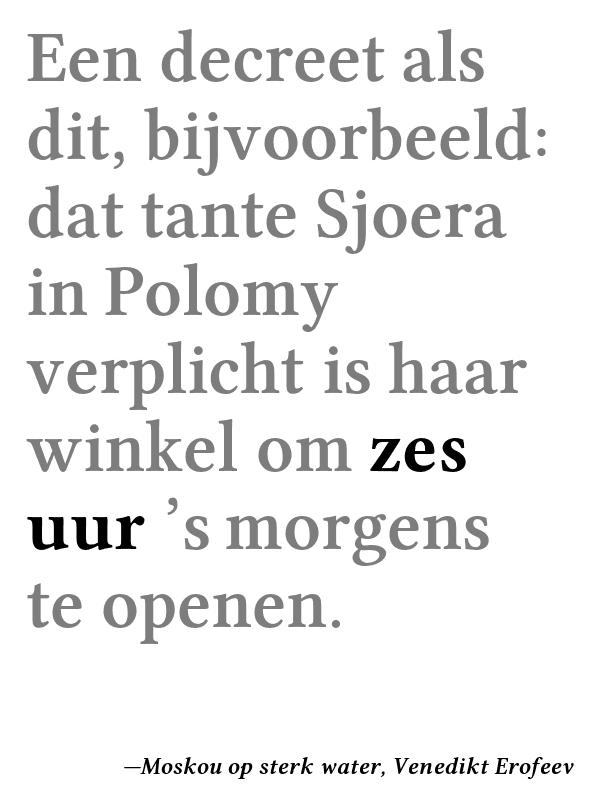 Een decreet als
dit, bijvoorbeeld:
dat tante Sjoera
in Polomy
verplicht is haar
winkel om zes
uur ’s morgens
te openen.
—Moskou op sterk water, Venedikt Erofeev